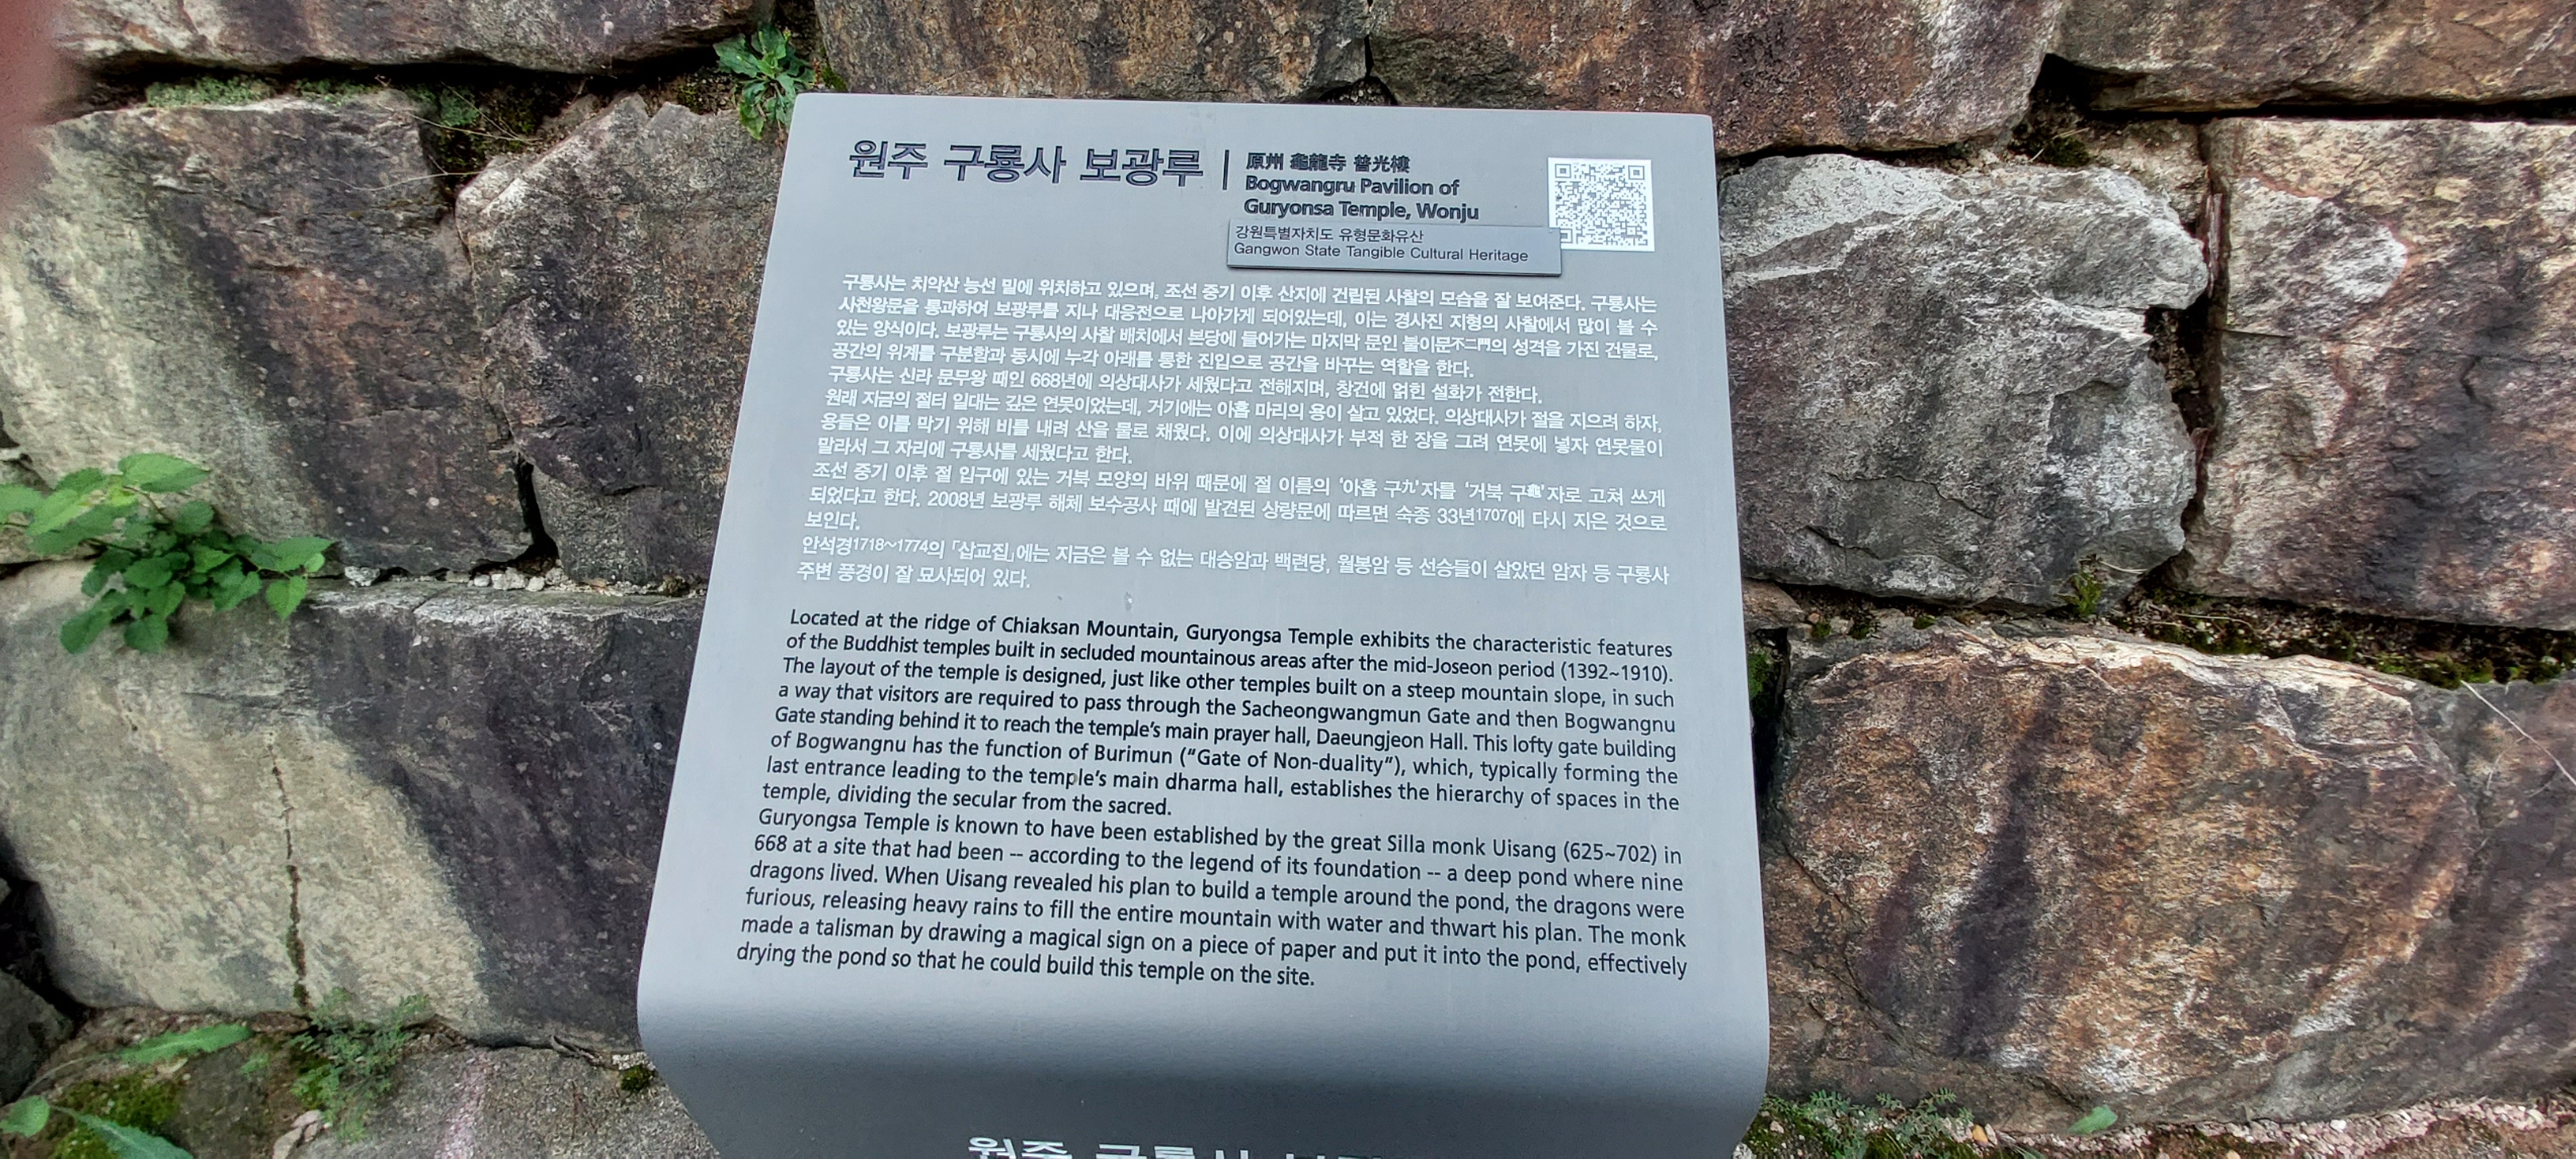 원주 구룡사 보광루
原州 龜龍寺 普光樓
Bogwangru Pavilion of
Guryonsa Temple, Wonju
강원특별자치도 유형문화유산
Gangwon State Tangible Cultural Heritage
구룡사는 치악산 능선 밑에 위치하고 있으며, 조선 중기 이후 산지에 건립된 사찰의 모습을 잘 보여준다. 구룡사는
사천왕문을 통과하여 보광루를 지나 대웅전으로 나아가게 되어있는데, 이는 경사진 지형의 사찰에서 많이 볼 수
있는 양식이다. 보광루는 구룡사의 사찰 배치에서 본당에 들어가는 마지막 문인 불이문不二門의 성격을 가진 건물로,
공간의 위계를 구분함과 동시에 누각 아래를 통한 진입으로 공간을 바꾸는 역할을 한다.
구룡사는 신라 문무왕 때인 668년에 의상대사가 세웠다고 전해지며, 창건에 얽힌 설화가 전한다.
원래 지금의 절터 일대는 깊은 연못이었는데, 거기에는 아홉 마리의 용이 살고 있었다. 의상대사가 절을 지으려 하자,
용들은 이를 막기 위해 비를 내려 산을 물로 채웠다. 이에 의상대사가 부적 한 장을 그려 연못에 넣자 연못물이
말라서 그 자리에 구룡사를 세웠다고 한다.
조선 중기 이후 절 입구에 있는 거북 모양의 바위 때문에 절 이름의 '아홉 구九'자를 '거북 구龜'자로 고쳐 쓰게
되었다고 한다. 2008년 보광루 해체 보수공사 때에 발견된 상량문에 따르면 숙종 33년1707에 다시 지은 것으로
보인다.
안석경1718~1774의 「삽교집」에는 지금은 볼 수 없는 대승암과 백련당, 월봉암 등 선승들이 살았던 암자 등 구룡사
주변 풍경이 잘 묘사되어 있다.
Located at the ridge of Chiaksan Mountain, Guryongsa Temple exhibits the characteristic features
of the Buddhist temples built in secluded mountainous areas after the mid-Joseon period (1392~1910).
The layout of the temple is designed, just like other temples built on a steep mountain slope, in such
a way that visitors are required to pass through the Sacheongwangmun Gate and then Bogwangnu
Gate standing behind it to reach the temple's main prayer hall, Daeungjeon Hall. This lofty gate building
of Bogwangnu has the function of Burimun ("Gate of Non-duality"), which, typically forming the
last entrance leading to the temple's main dharma hall, establishes the hierarchy of spaces in the
temple, dividing the secular from the sacred.
Guryongsa Temple is known to have been established by the great Silla monk Uisang (625~702) in
668 at a site that had been -- according to the legend of its foundation -- a deep pond where nine
dragons lived. When Uisang revealed his plan to build a temple around the pond, the dragons were
furious, releasing heavy rains to fill the entire mountain with water and thwart his plan. The monk
made a talisman by drawing a magical sign on a piece of paper and put it into the pond, effectively
drying the pond so that he could build this temple on the site.